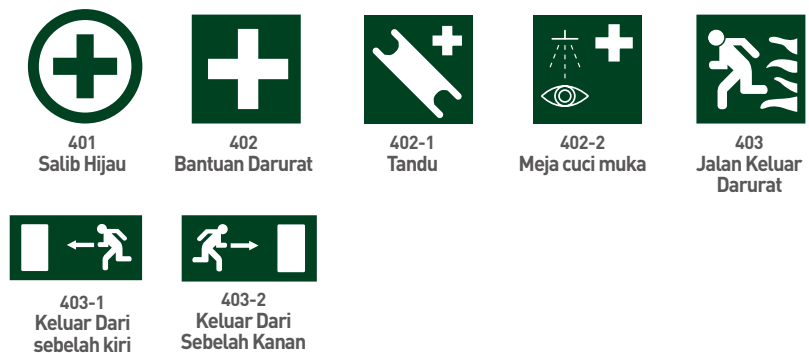 401
Salib Hijau
402
Bantuan Darurat
402-1
Tandu
402-2
Meja cuci muka
403
Jalan Keluar
Darurat
403-1
Keluar Dari
sebelah kiri
403-2
Keluar Dari
Sebelah Kanan